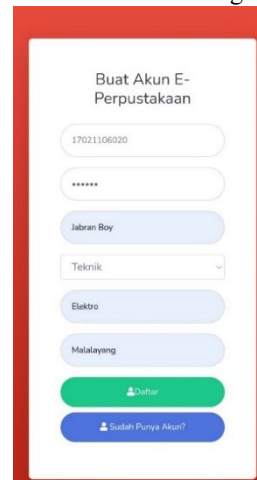 Buat Akun E-
Perpustakaan
17021106020
••••••
Jabran Boy
Teknik
Elektro
Malalayang
Daftar
Sudah Punya Akun?